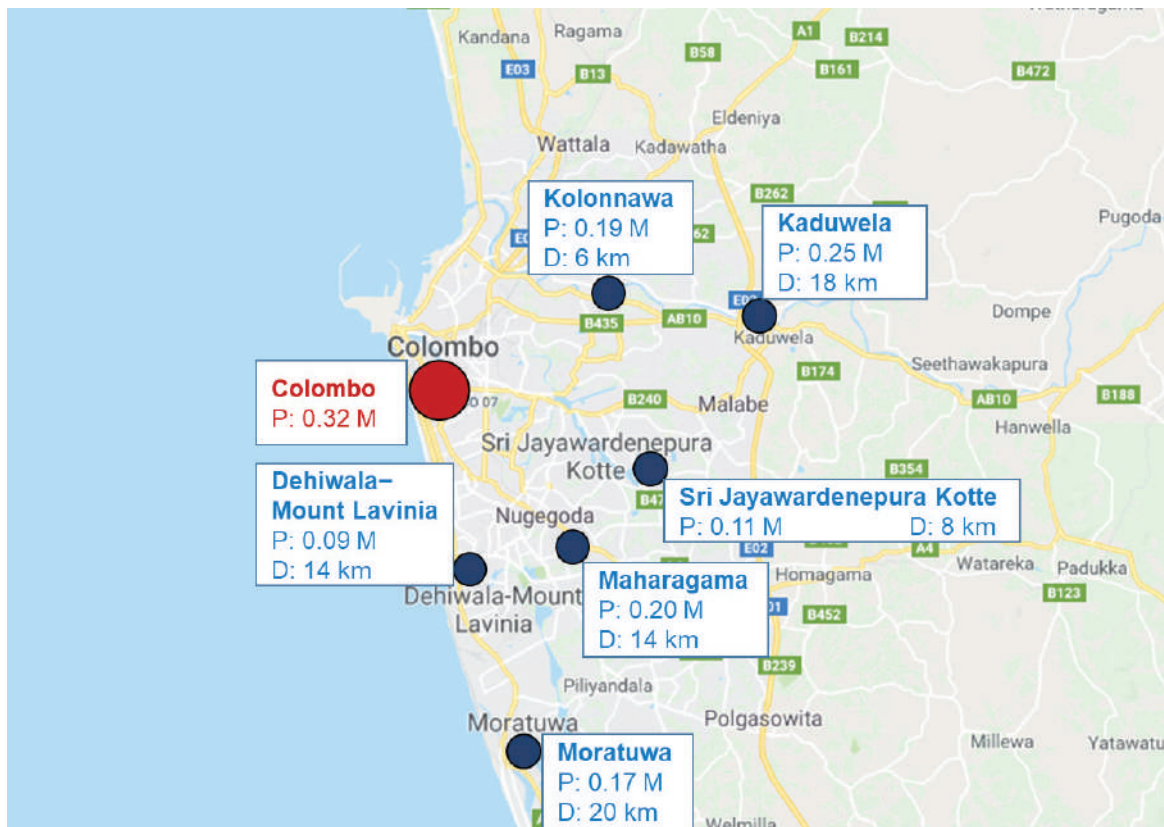 Kandana
Ragama
A1
B214
E03
B13
B58
B161
B472
Eldeniya
Wattala
Kadawatha
B262
Kolonnawa
P: 0.19 M
D: 6 km
Kaduwela
P: 0.25 M
D: 18 km
Pugoda
B435
AB10
Kaduwela
Dompe
Colombo
Seethawakapura
Colombo
P: 0.32 M
07
B174
B240
Malabe
AB10
B188
Hanwella
Sri Jayawardenepura
Kotte
B354
Dehiwala–
Mount Lavinia
P: 0.09 M
D: 14 km
Sri Jayawardenepura Kotte
P: 0.11 M D: 8 km
Nugegoda
E02
A4
Watareka
Padukka
Homagama
B123
B452
Maharagama
P: 0.20 M
D: 14 km
Dehiwala-Mount
Lavinia
B239
Piliyandala
Moratuwa
Polgasowita
Millewa
Yatawatu
Moratuwa
P: 0.17 M
D: 20 km
Welmilla